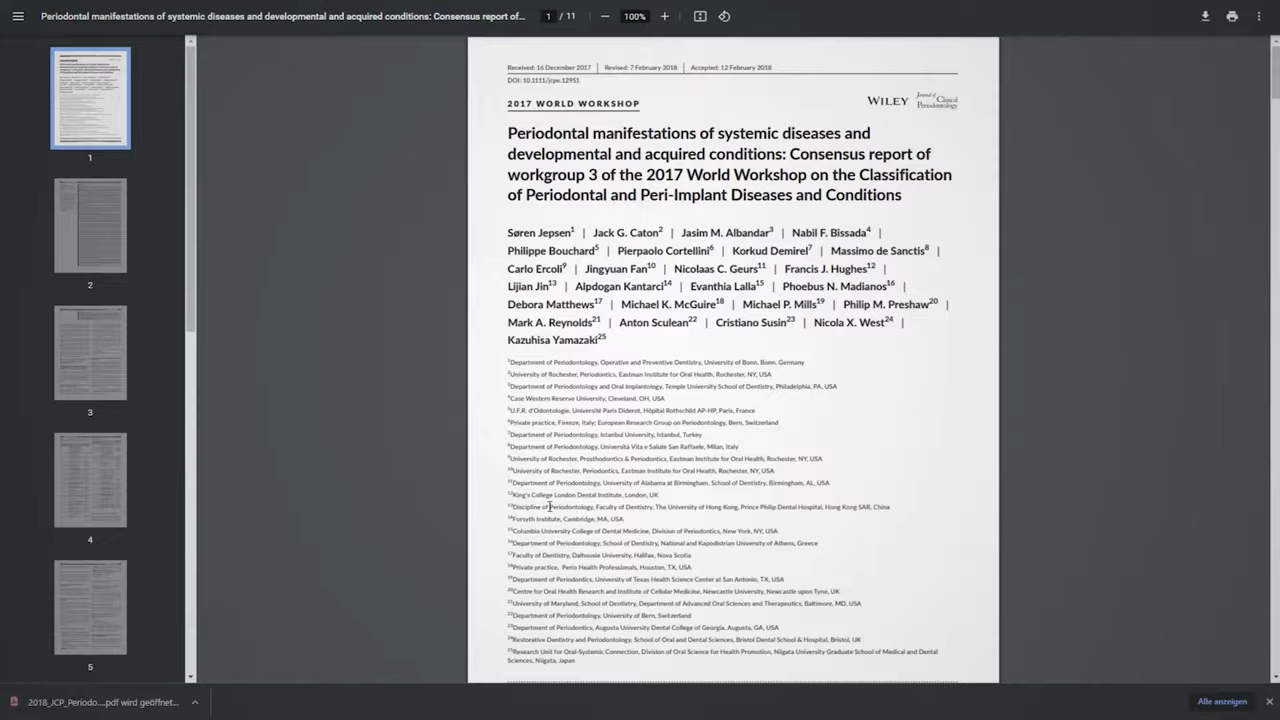 Periodontal manifestations of systemic diseases and developmental and acquired conditions: Consensus report of...
1 / 11
100%
Received: 16 December 2017 | Revised: 7 February 2018 | Accepted: 12 February 2018
DOI: 10.1111/jcpe.12951
2017 WORLD WORKSHOP
WILEY
Journal of Clinical Periodontology
Periodontal manifestations of systemic diseases and
developmental and acquired conditions: Consensus report of
workgroup 3 of the 2017 World Workshop on the Classification
of Periodontal and Peri-Implant Diseases and Conditions
Søren Jepsen1 | Jack G. Caton2 | Jasim M. Albandar3 | Nabil F. Bissada4 |
Philippe Bouchard5 | Pierpaolo Cortellini6 | Korkud Demirel7 | Massimo de Sanctis8 |
Carlo Ercoli9 | Jingyuan Fan10 | Nicolaas C. Geurs11 | Francis J. Hughes12 |
Lijian Jin13 | Alpdogan Kantarci14 | Evanthia Lalla15 | Phoebus N. Madianos16 |
Debora Matthews17 | Michael K. McGuire18 | Michael P. Mills19 | Philip M. Preshaw20 |
Mark A. Reynolds21 | Anton Sculean22 | Cristiano Susin23 | Nicola X. West24 |
Kazuhisa Yamazaki25
1Department of Periodontology, Operative and Preventive Dentistry, University of Bonn, Bonn, Germany
2University of Rochester, Periodontics, Eastman Institute for Oral Health, Rochester, NY, USA
3Department of Periodontology and Oral Implantology, Temple University School of Dentistry, Philadelphia, PA, USA
4Case Western Reserve University, Cleveland, OH, USA
5U.F.R. d'Odontologie, Université Paris Diderot, Hôpital Rothschild AP-HP, Paris, France
6Private practice, Firenze, Italy; European Research Group on Periodontology, Bern, Switzerland
7Department of Periodontology, Istanbul University, Istanbul, Turkey
8Department of Periodontology, Università Vita e Salute San Raffaele, Milan, Italy
9University of Rochester, Prosthodontics & Periodontics, Eastman Institute for Oral Health, Rochester, NY, USA
10University of Rochester, Periodontics, Eastman Institute for Oral Health, Rochester, NY, USA
11Department of Periodontology, University of Alabama at Birmingham, School of Dentistry, Birmingham, AL, USA
12King's College London Dental Institute, London, UK
13Discipline of Periodontology, Faculty of Dentistry, The University of Hong Kong, Prince Philip Dental Hospital, Hong Kong SAR, China
14Forsyth Institute, Cambridge, MA, USA
15Columbia University College of Dental Medicine, Division of Periodontics, New York, NY, USA
16Department of Periodontology, School of Dentistry, National and Kapodistrian University of Athens, Greece
17Faculty of Dentistry, Dalhousie University, Halifax, Nova Scotia
18Private practice, Perio Health Professionals, Houston, TX, USA
19Department of Periodontics, University of Texas Health Science Center at San Antonio, TX, USA
20Centre for Oral Health Research and Institute of Cellular Medicine, Newcastle University, Newcastle upon Tyne, UK
21University of Maryland, School of Dentistry, Department of Advanced Oral Sciences and Therapeutics, Baltimore, MD, USA
22Department of Periodontology, University of Bern, Switzerland
23Department of Periodontics, Augusta University Dental College of Georgia, Augusta, GA, USA
24Restorative Dentistry and Periodontology, School of Oral and Dental Sciences, Bristol Dental School & Hospital, Bristol, UK
25Research Unit for Oral-Systemic Connection, Division of Oral Science for Health Promotion, Niigata University Graduate School of Medical and Dental
Sciences, Niigata, Japan
1
2
3
4
5
2018_JCP_Periodo....pdf wird geöffnet...
Alle anzeigen